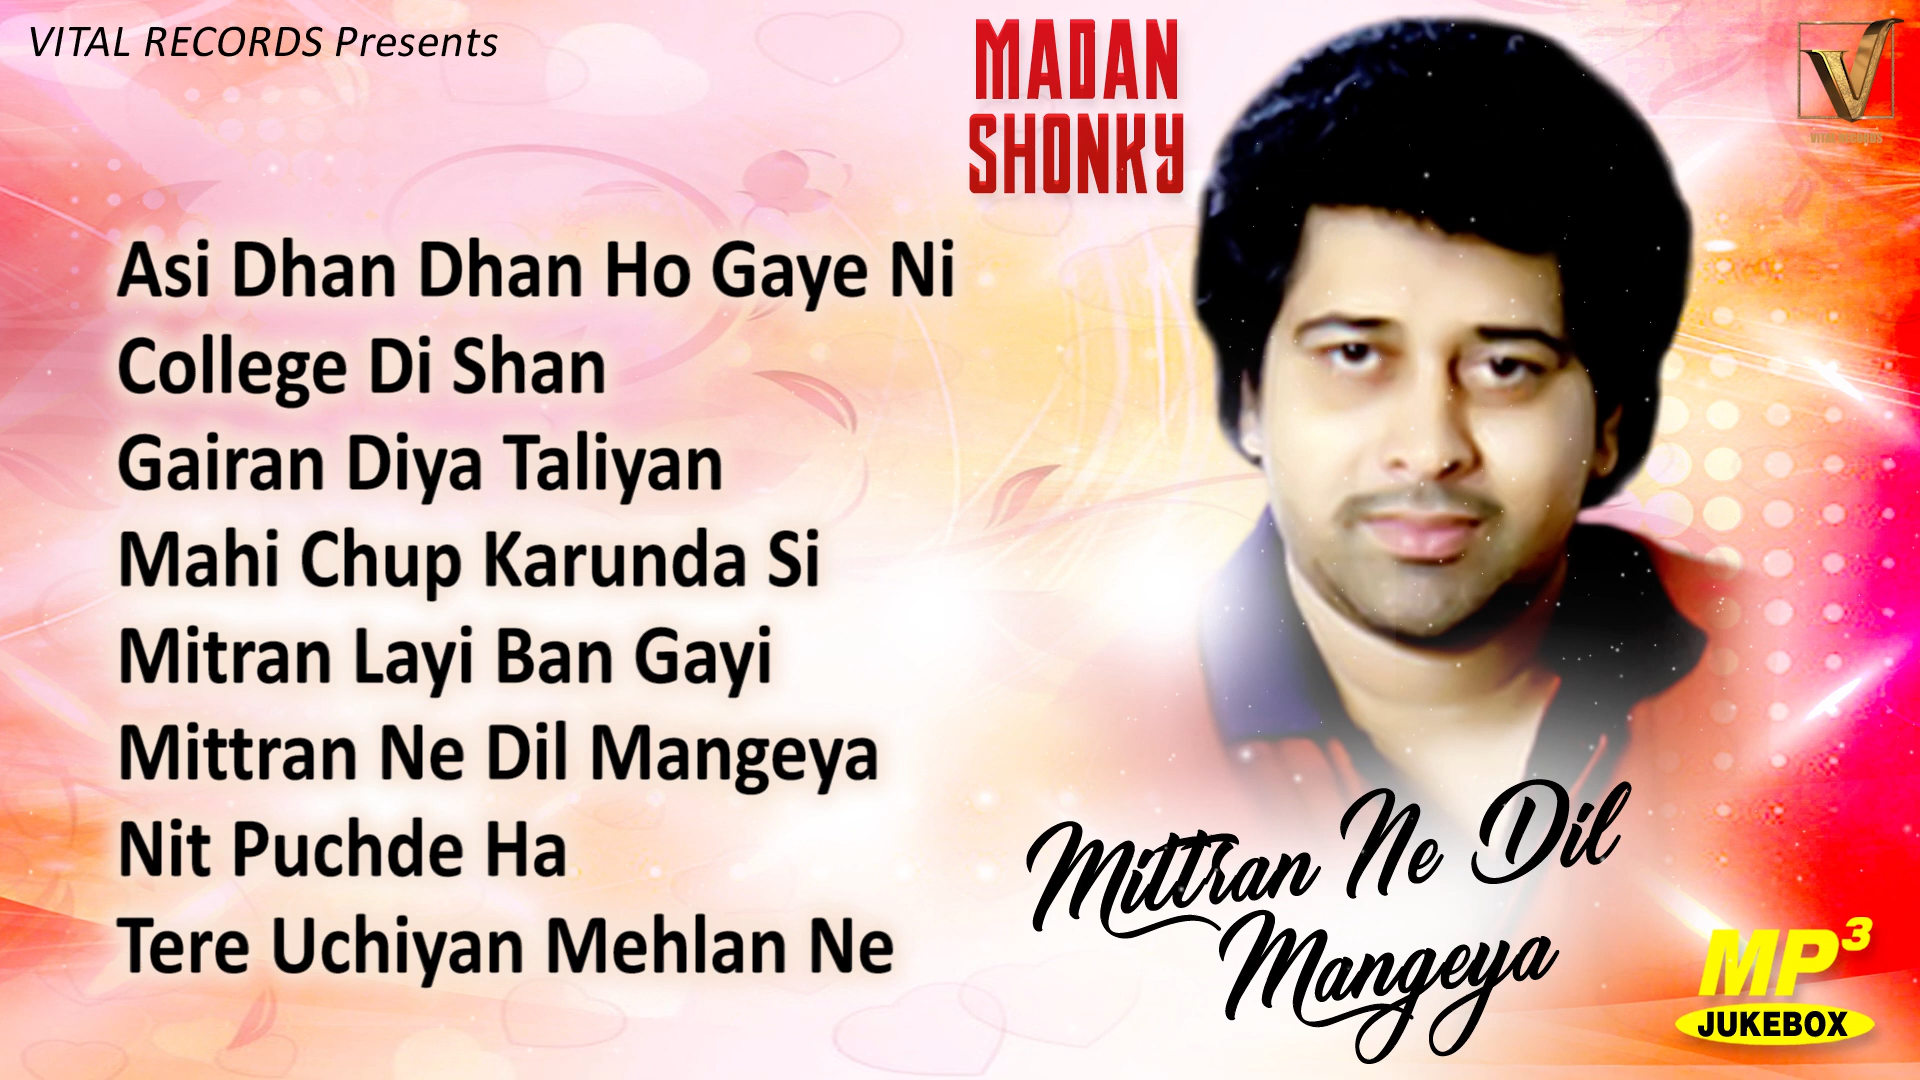 VITAL RECORDS Presents
MADAN
SHONKY
V
VITAL RECORDS
Asi Dhan Dhan Ho Gaye Ni
College Di Shan
Gairan Diya Taliyan
Mahi Chup Karunda Si
Mitran Layi Ban Gayi
Mittran Ne Dil Mangeya
Nit Puchde Ha
Tere Uchiyan Mehlan Ne
Mittran Ne Dil
Mangeya
MP3
JUKEBOX